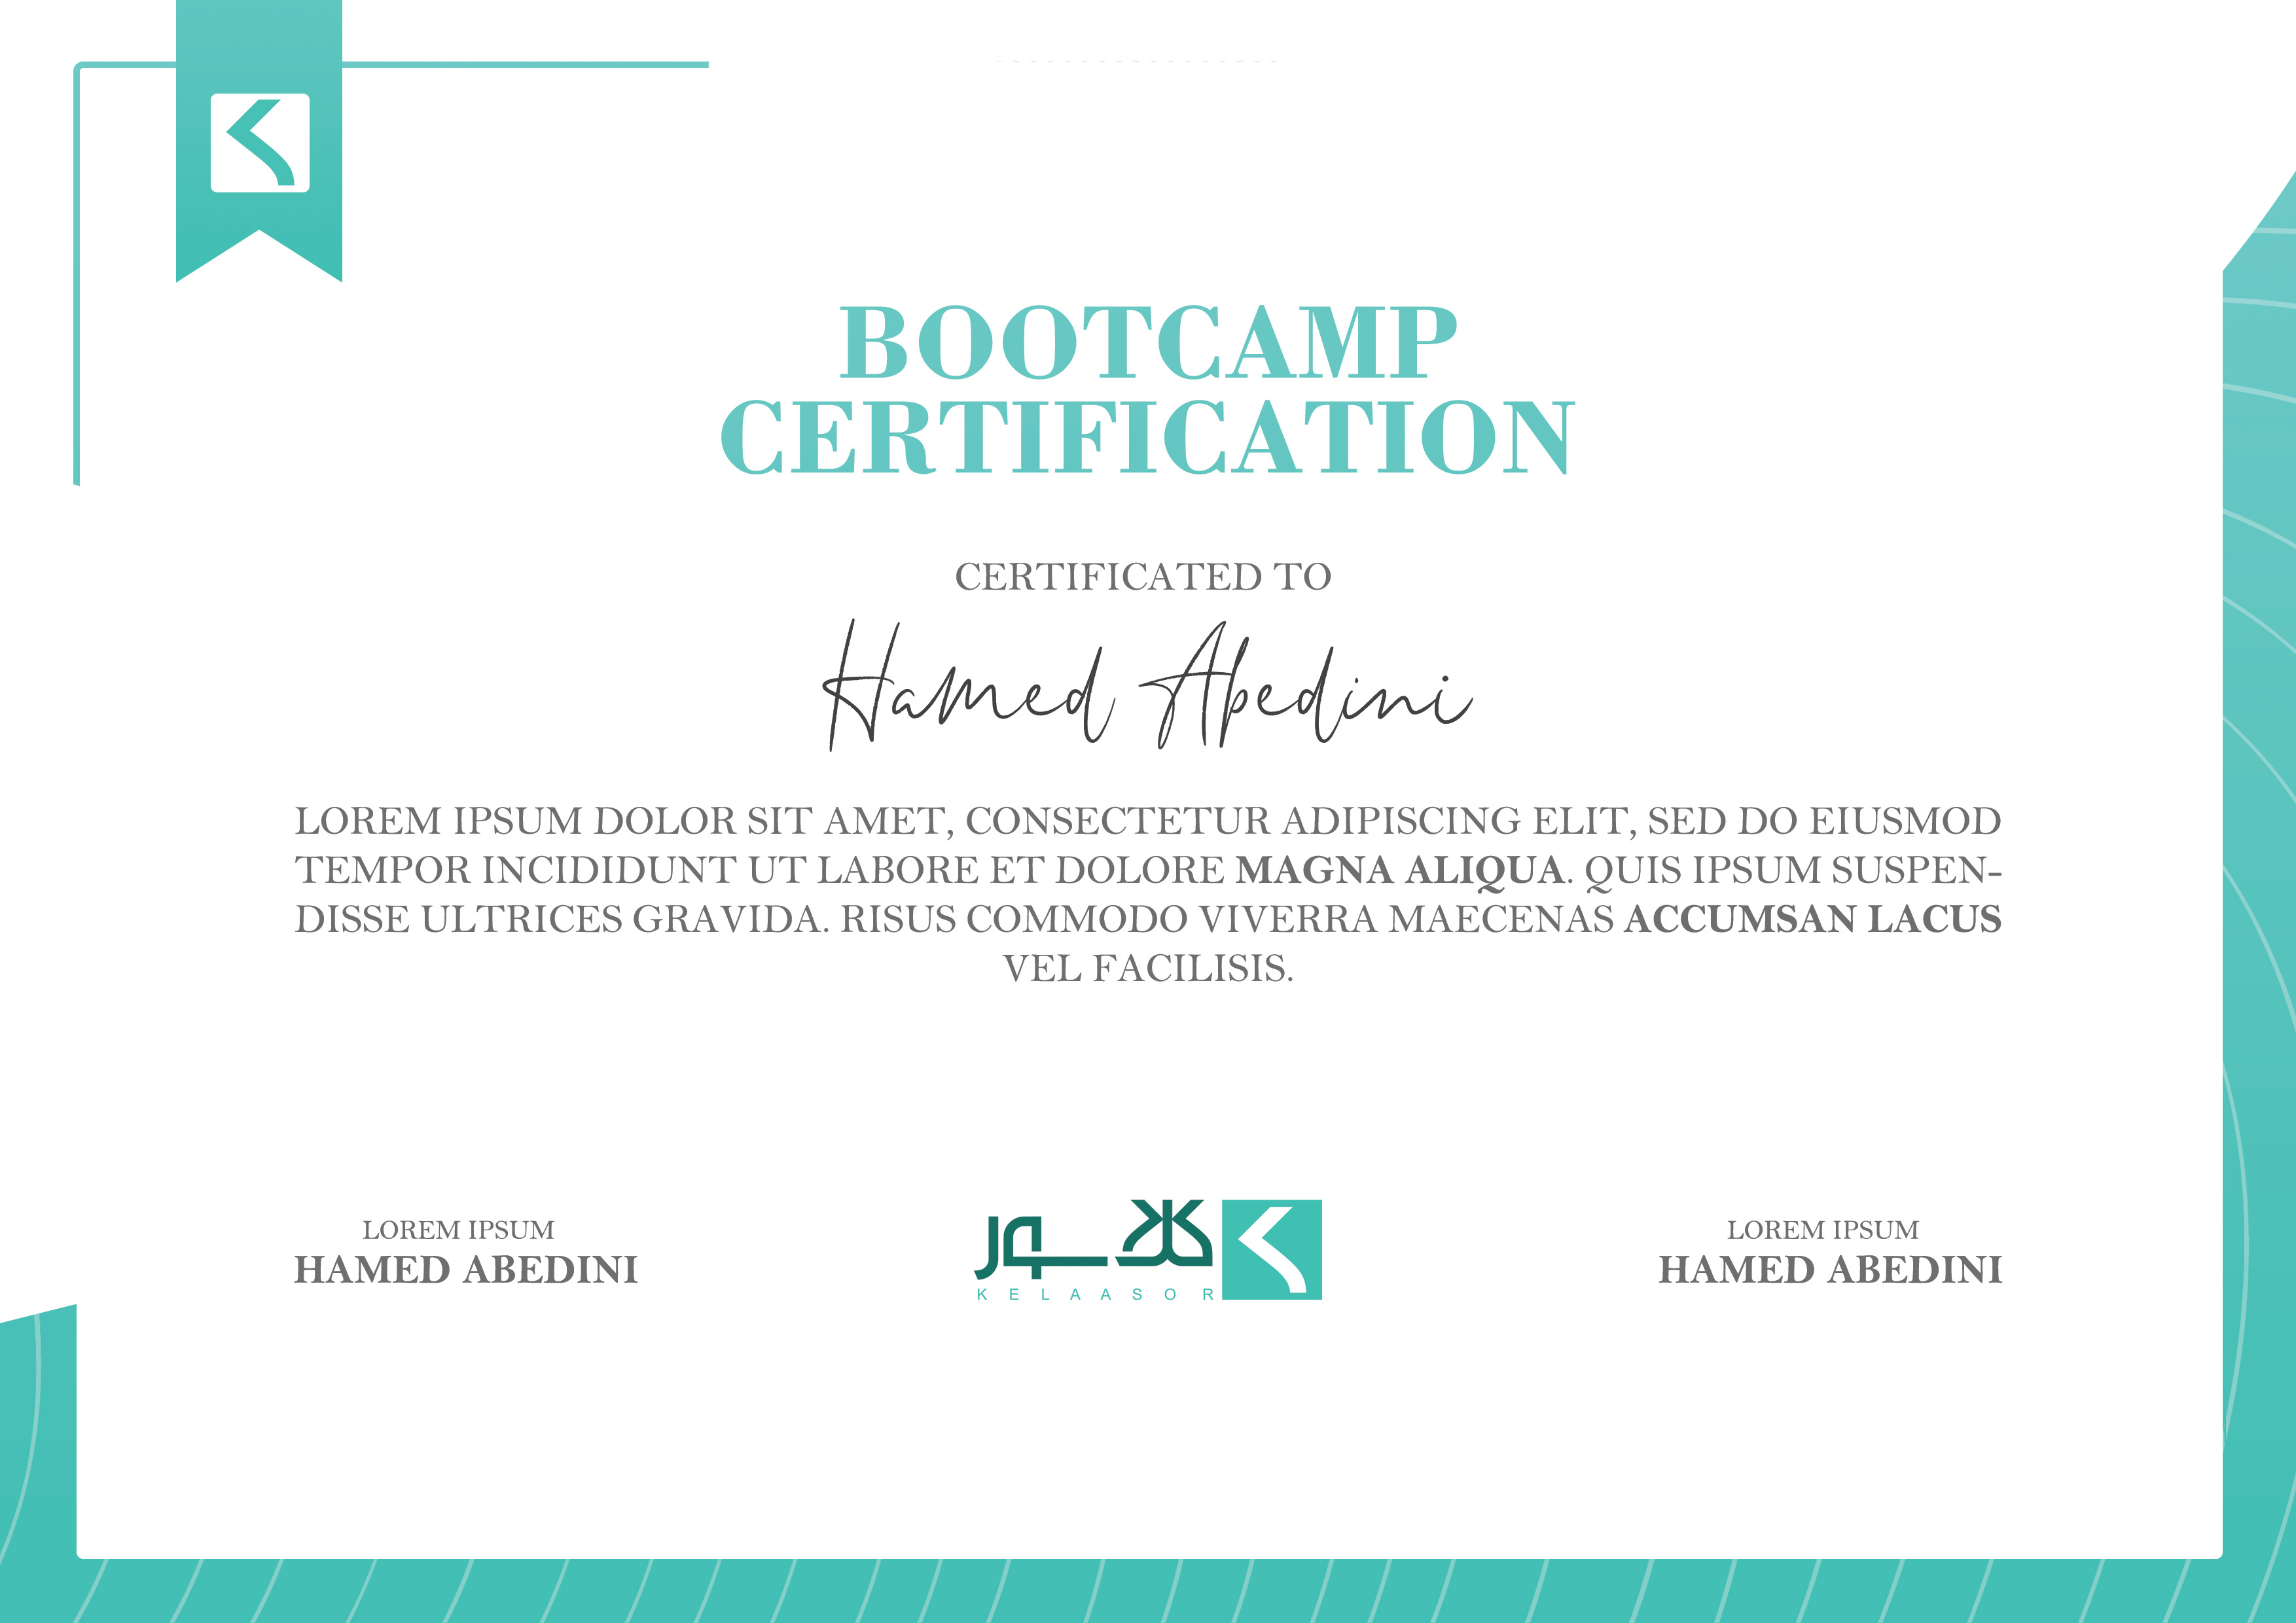 BOOTCAMP
CERTIFICATION
CERTIFICATED TO
Hamed Abedini
LOREM IPSUM DOLOR SIT AMET, CONSECTETUR ADIPISCING ELIT, SED DO EIUSMOD
TEMPOR INCIDIDUNT UT LABORE ET DOLORE MAGNA ALIQUA. QUIS IPSUM SUSPEN-
DISSE ULTRICES GRAVIDA. RISUS COMMODO VIVERRA MAECENAS ACCUMSAN LACUS
VEL FACILISIS.
LOREM IPSUM
HAMED ABEDINI
کلاسور
KELAASOR
LOREM IPSUM
HAMED ABEDINI